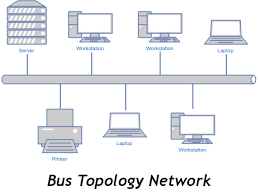 Server
Workstation
Workstation
Laptop
Printer
Laptop
Workstation
Bus Topology Network